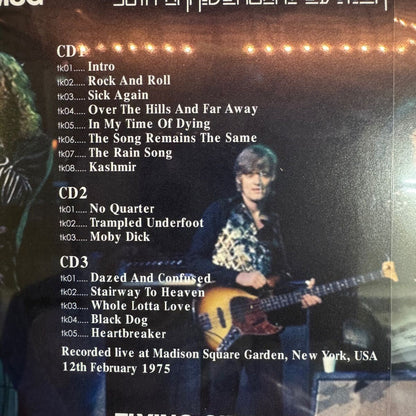 CD1
tk01..... Intro
tk02..... Rock And Roll
tk03..... Sick Again
tk04..... Over The Hills And Far Away
tk05..... In My Time Of Dying
tk06..... The Song Remains The Same
tk07..... The Rain Song
tk08..... Kashmir
CD2
tk01..... No Quarter
tk02..... Trampled Underfoot
tk03..... Moby Dick
CD3
tk01..... Dazed And Confused
tk02..... Stairway To Heaven
tk03..... Whole Lotta Love
tk04..... Black Dog
tk05..... Heartbreaker
Recorded live at Madison Square Garden, New York, USA
12th February 1975